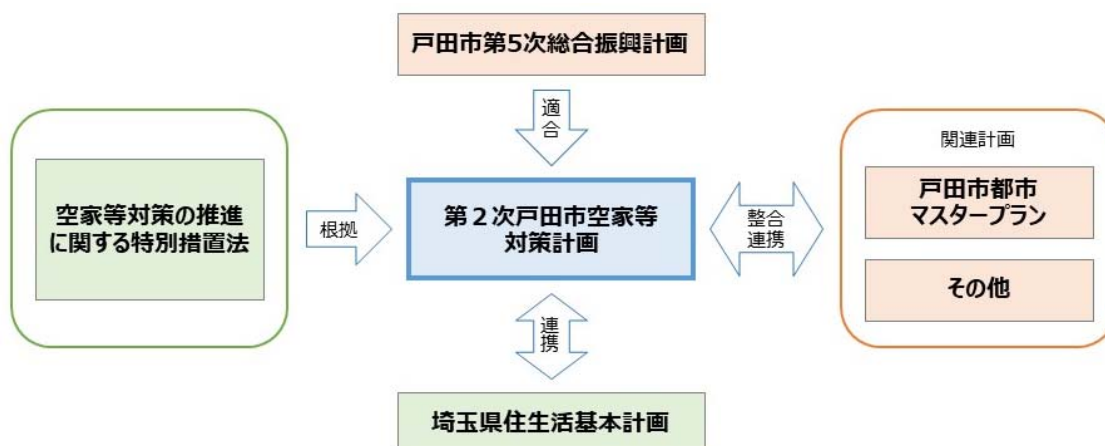 戸田市第5次総合振興計画
適
合
空家等対策の推進
に関する特別措置法
根拠
第2次戸田市空家等
対策計画
整合
連携
関連計画
戸田市都市
マスタープラン
その他
連
携
埼玉県住生活基本計画